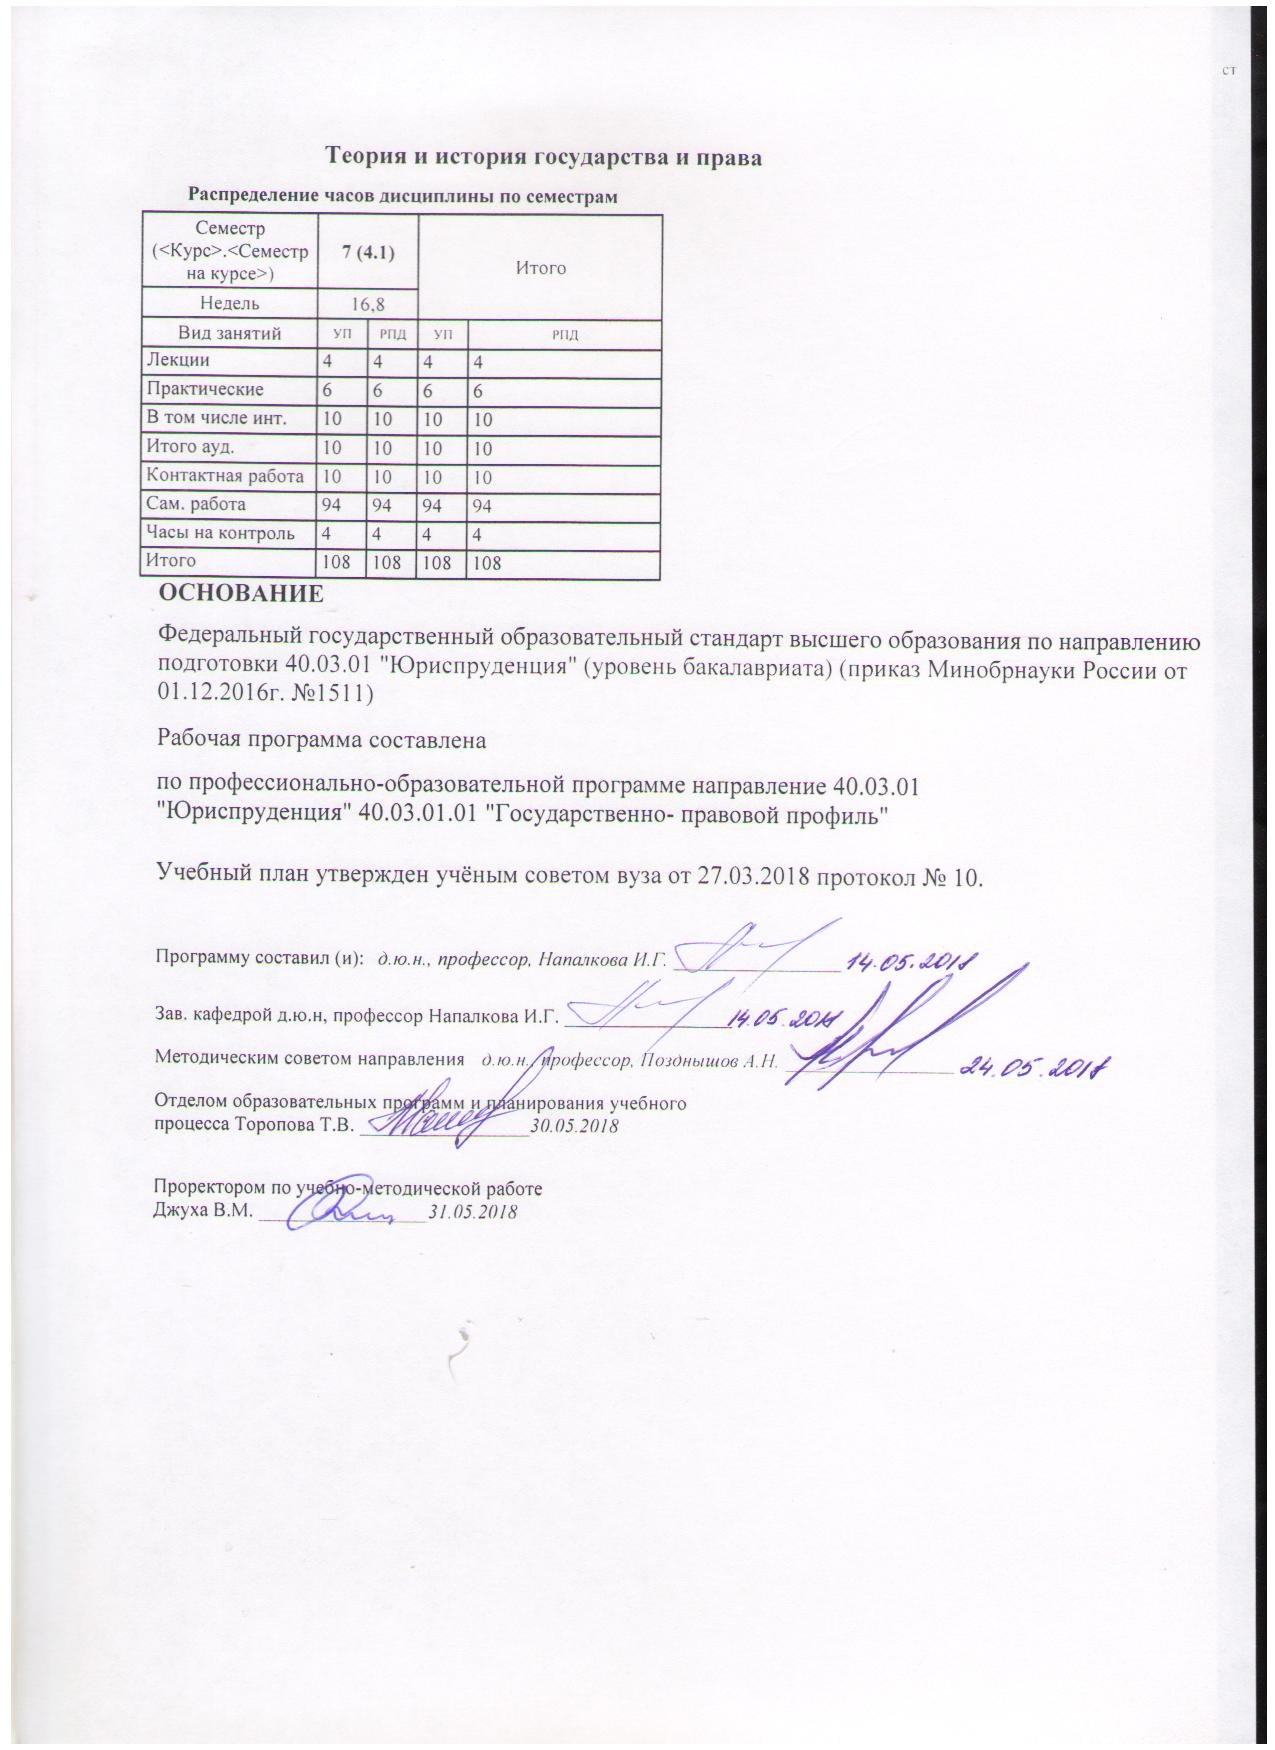 ст
Теория и история государства и права
Распределение часов дисциплины по семестрам
Семестр
(<Курс>.<Семестр
на курсе>)
7 (4.1)
Итого
Недель
16,8
Вид занятий УП РПД УП РПД
Лекции 4 4 4 4
Практические 6 6 6 6
В том числе инт. 10 10 10 10
Итого ауд. 10 10 10 10
Контактная работа 10 10 10 10
Сам. работа 94 94 94 94
Часы на контроль 4 4 4 4
Итого 108 108 108 108
ОСНОВАНИЕ
Федеральный государственный образовательный стандарт высшего образования по направлению
подготовки 40.03.01 "Юриспруденция" (уровень бакалавриата) (приказ Минобрнауки России от
01.12.2016г. №1511)
Рабочая программа составлена
по профессионально-образовательной программе направление 40.03.01
"Юриспруденция" 40.03.01.01 "Государственно- правовой профиль"
Учебный план утвержден учёным советом вуза от 27.03.2018 протокол № 10.
Программу составил (и): д.ю.н., профессор, Напалкова И.Г. 14.05.2018
Зав. кафедрой д.ю.н, профессор Напалкова И.Г. 14.05.2018
Методическим советом направления д.ю.н., профессор, Позднышов А.Н. 24.05.2018
Отделом образовательных программ и планирования учебного
процесса Торопова Т.В. 30.05.2018
Проректором по учебно-методической работе
Джуха В.М. 31.05.2018